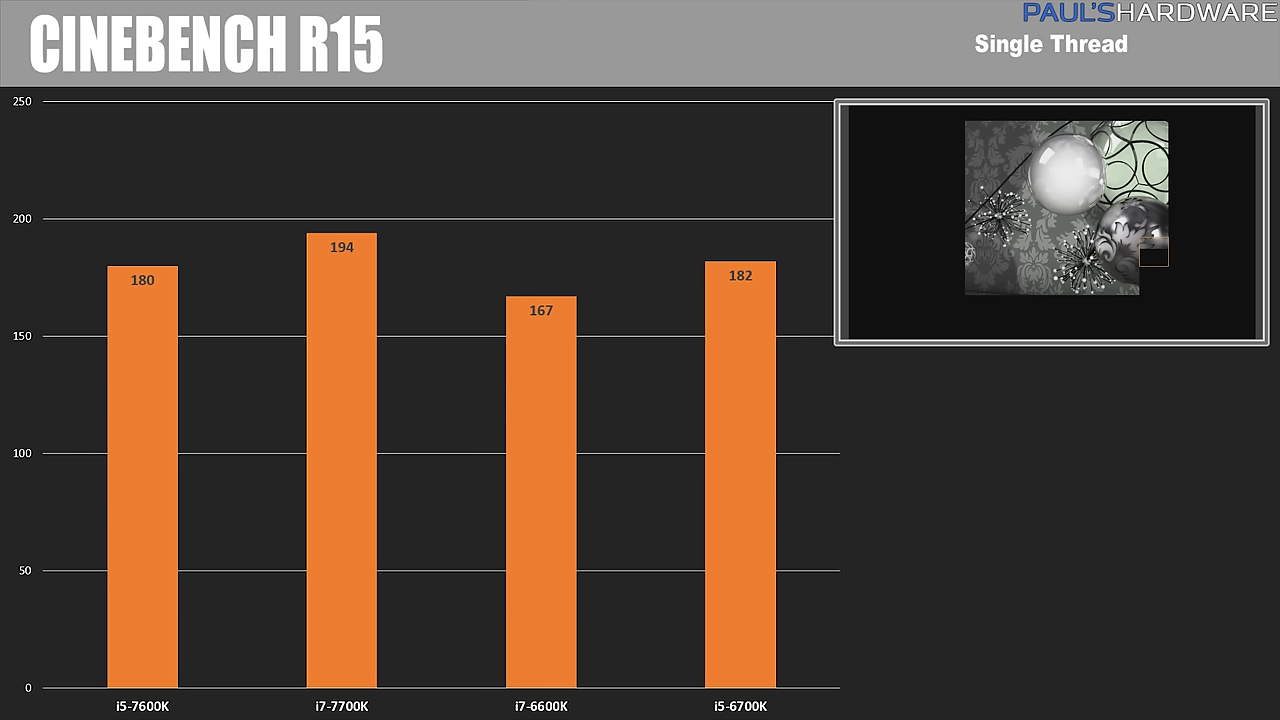 CINEBENCH R15
PAUL'SHARDWARE
Single Thread
250
200
150
100
50
0
180
194
167
182
i5-7600K
i7-7700K
i7-6600K
i5-6700K